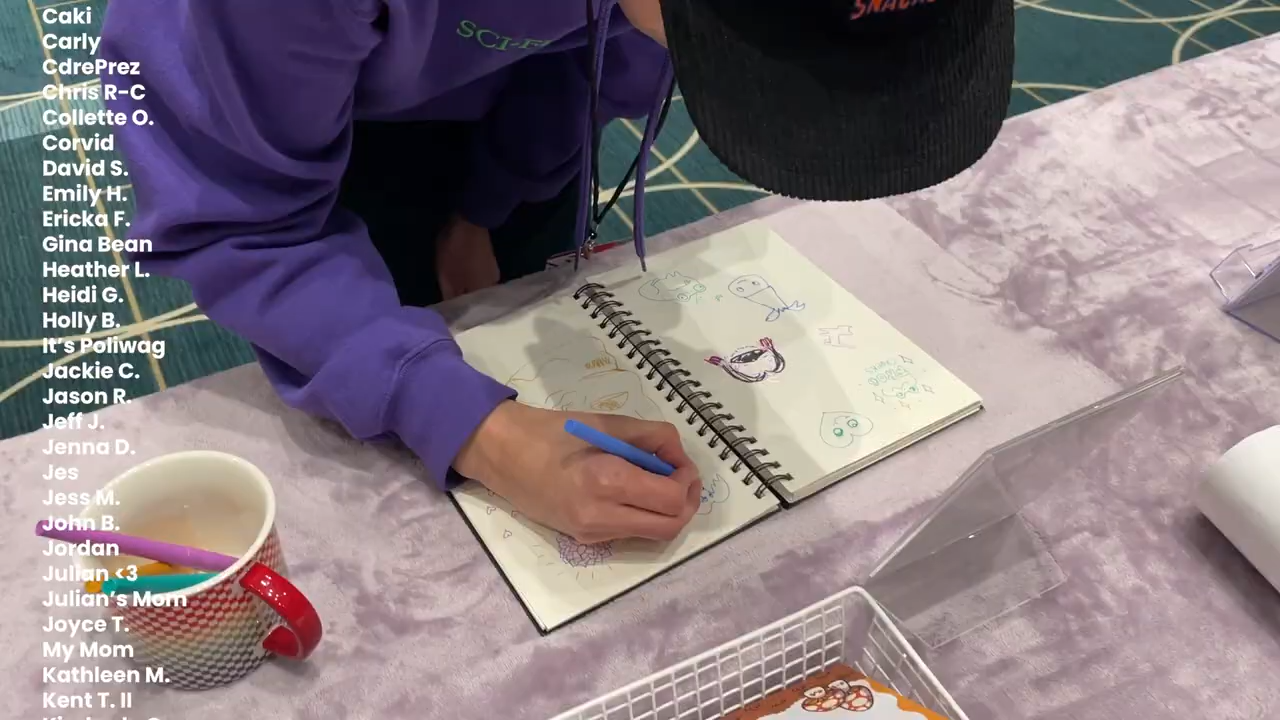 Caki
Carly
CdrePrez
Chris R-C
Collette O.
Corvid
David S.
Emily H.
Ericka F.
Gina Bean
Heather L.
Heidi G.
Holly B.
It's Poliwag
Jackie C.
Jason R.
Jeff J.
Jenna D.
Jes
Jess M.
John B.
Jordan
Julian <3
Julian's Mom
Joyce T.
My Mom
Kathleen M.
Kent T. II
SCI-F